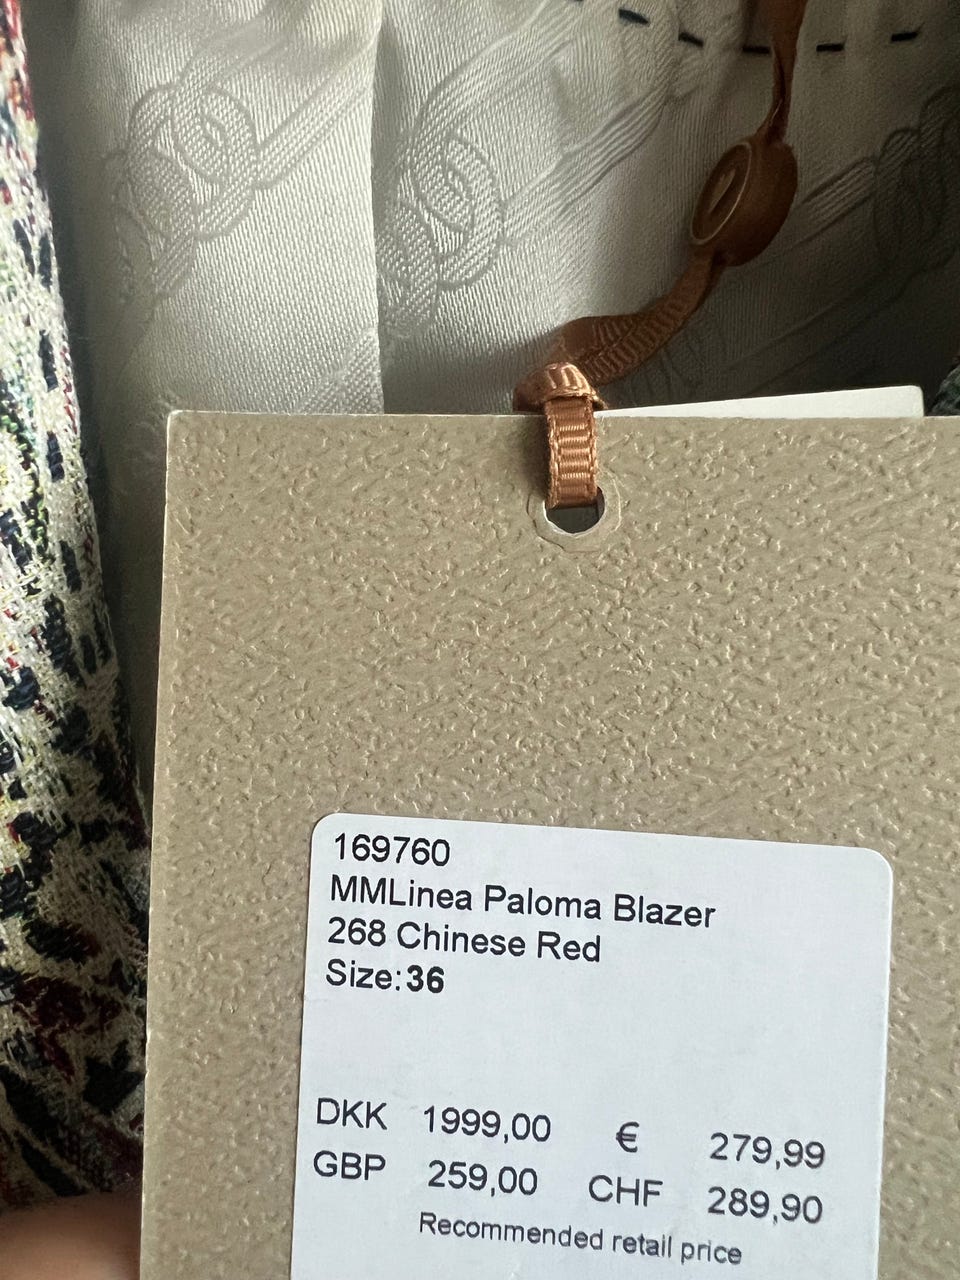 169760
MMLinea Paloma Blazer
268 Chinese Red
Size: 36
DKK 1999,00 € 279,99
GBP 259,00 CHF 289,90
Recommended retail price